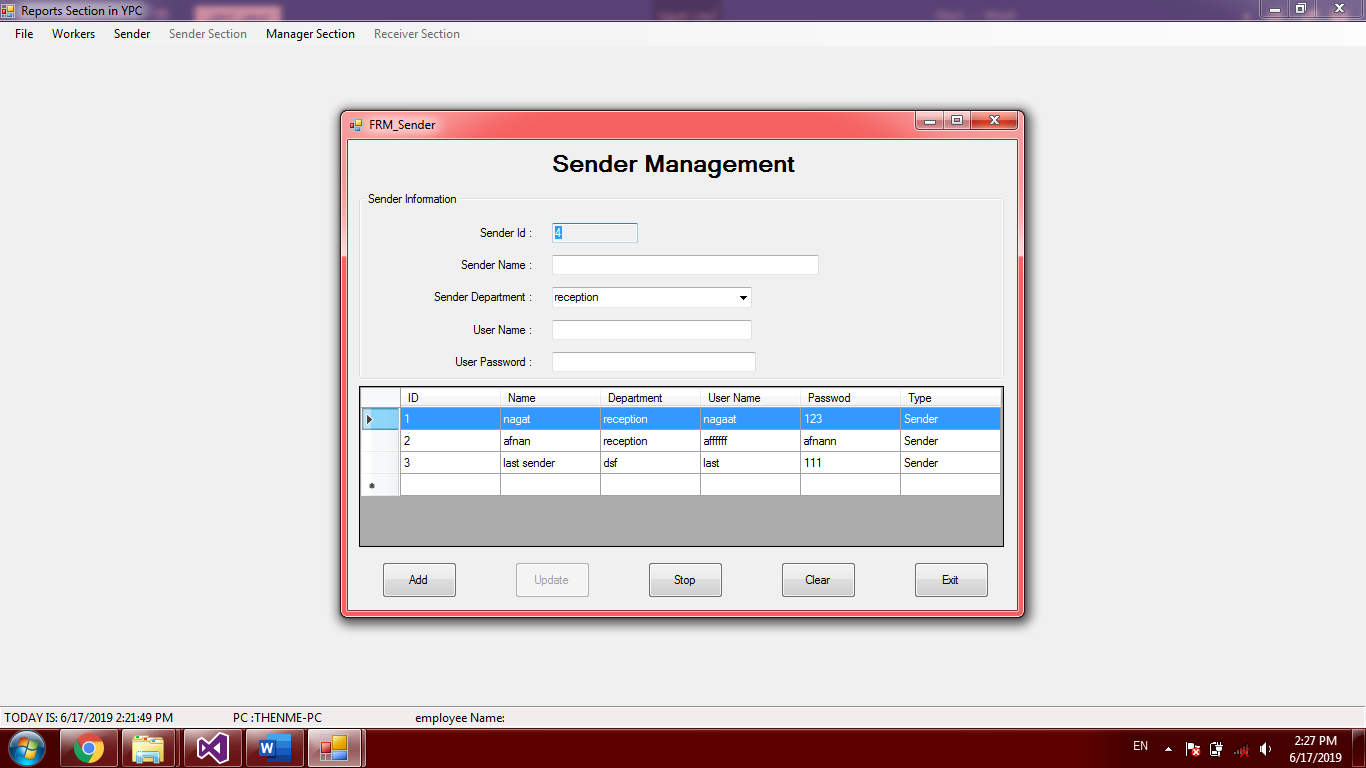 Reports Section in YPC
File Workers Sender Sender Section Manager Section Receiver Section
FRM_Sender
Sender Management
Sender Information
Sender Id : 4
Sender Name :
Sender Department : reception
User Name :
User Password :
ID Name Department User Name Passwod Type
1 nagat reception nagaat 123 Sender
2 afnan reception affffff afnann Sender
3 last sender dsf last 111 Sender
Add Update Stop Clear Exit
TODAY IS: 6/17/2019 2:21:49 PM PC :THENME-PC employee Name:
EN 2:27 PM
6/17/2019